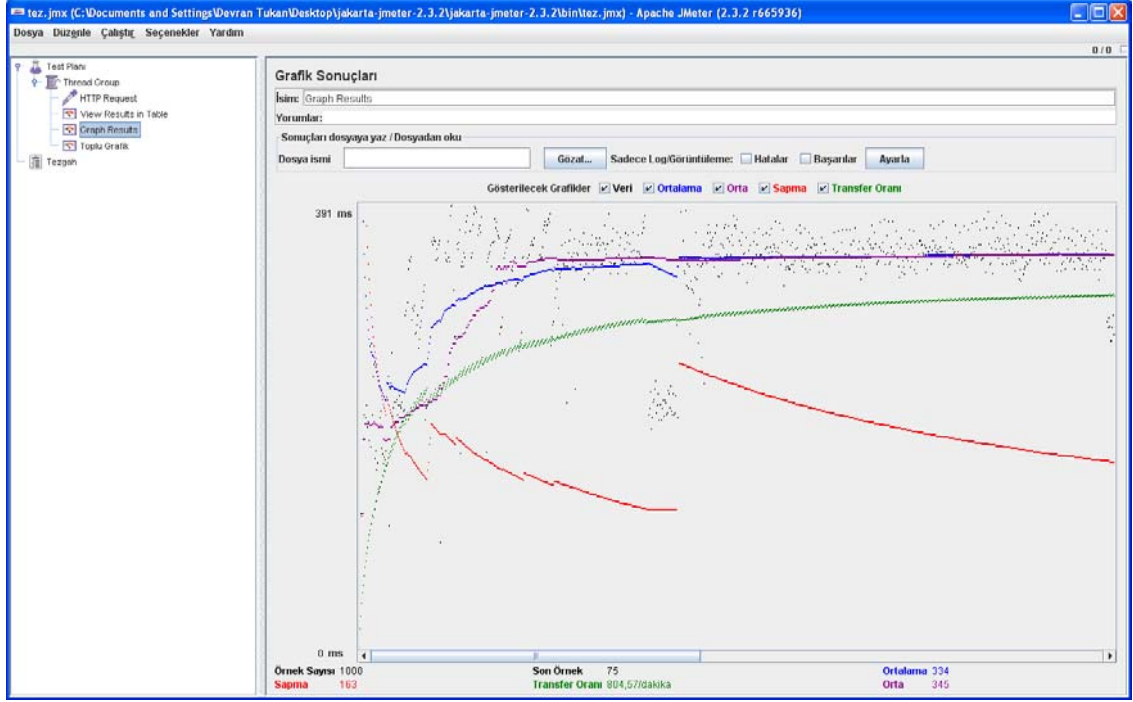 tez.jmx (C:\Documents and Settings\Devran Tukan\Desktop\jakarta-jmeter-2.3.2\jakarta-jmeter-2.3.2\bin\tez.jmx) - Apache JMeter (2.3.2 r665936)
Dosya Düzenle Çalıştır Seçenekler Yardım
0 / 0
Test Planı
Thread Group
HTTP Request
View Results in Table
Graph Results
Toplu Grafik
Tezgah
Grafik Sonuçları
İsim: Graph Results
Yorumlar:
Sonuçları dosyaya yaz / Dosyadan oku
Dosya ismi Gözat... Sadece Log/Görüntüleme: Hatalar Başarılar Ayarla
Gösterilecek Grafikler Veri Ortalama Orta Sapma Transfer Oranı
391 ms
0 ms
Örnek Sayısı 1000 Son Örnek 75 Ortalama 334
Sapma 163 Transfer Oranı 804,57/dakika Orta 345